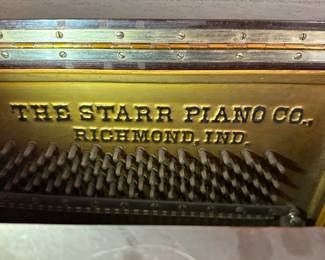 THE STARR PIANO CO.,
RICHMOND, IND.